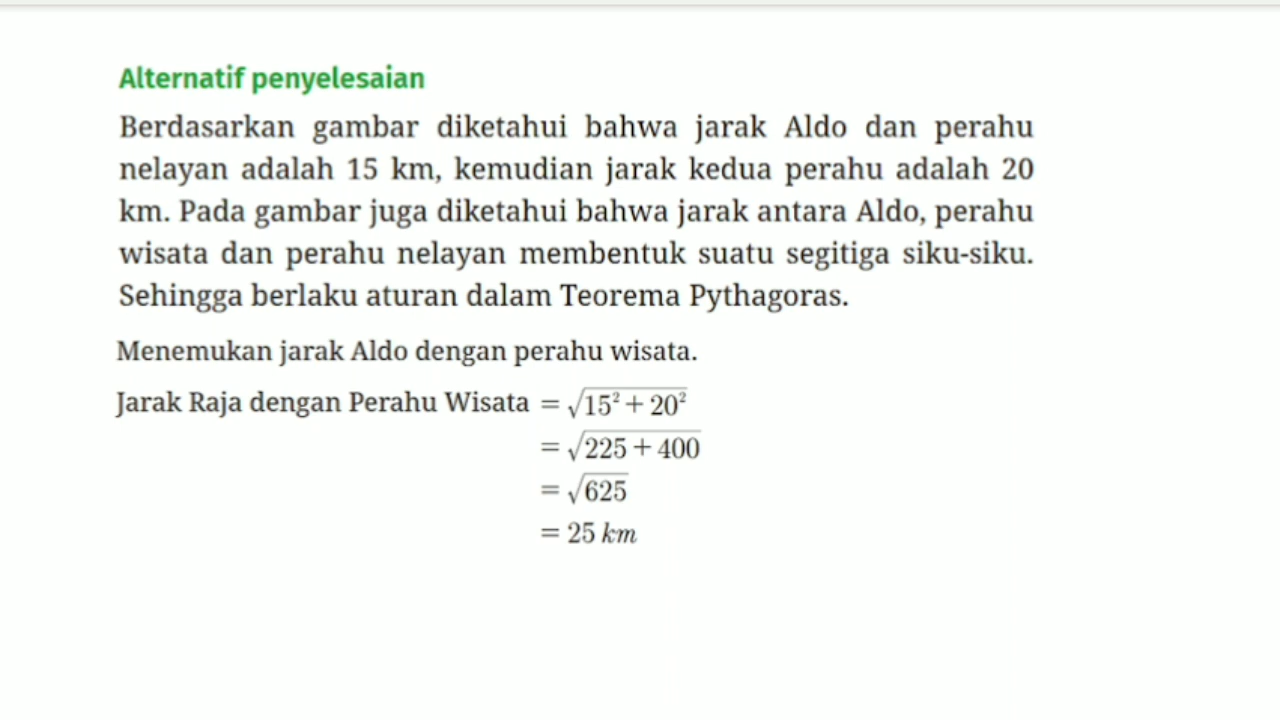 Alternatif penyelesaian
Berdasarkan gambar diketahui bahwa jarak Aldo dan perahu
nelayan adalah 15 km, kemudian jarak kedua perahu adalah 20
km. Pada gambar juga diketahui bahwa jarak antara Aldo, perahu
wisata dan perahu nelayan membentuk suatu segitiga siku-siku.
Sehingga berlaku aturan dalam Teorema Pythagoras.
Menemukan jarak Aldo dengan perahu wisata.
Jarak Raja dengan Perahu Wisata = √15² + 20²
= √225 + 400
= √625
= 25 km